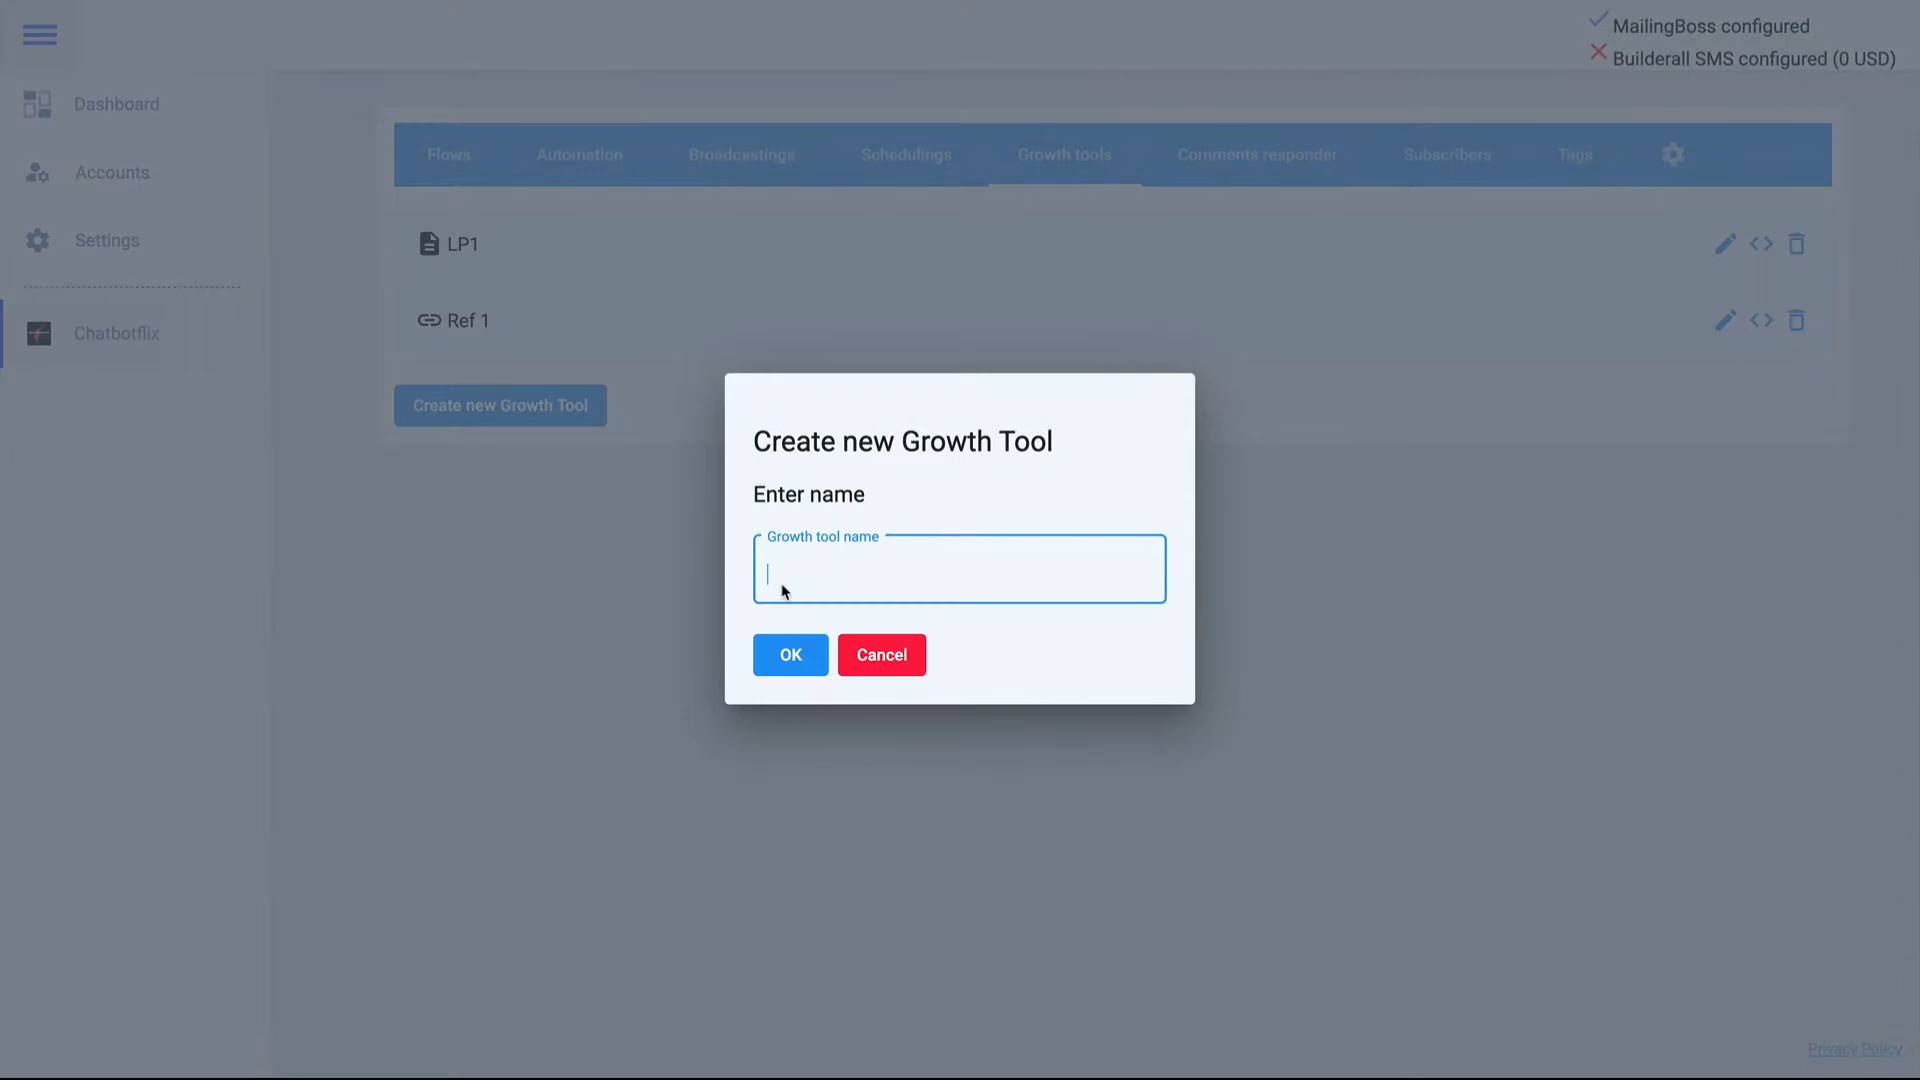 MailingBoss configured
Builderall SMS configured (0 USD)
Dashboard
Accounts
Settings
Chatbotflix
Flows Automation Broadcastings Schedulings Growth tools Comments responder Subscribers Tags
LP1
Ref 1
Create new Growth Tool
Create new Growth Tool
Enter name
Growth tool name
OK Cancel
Privacy Policy